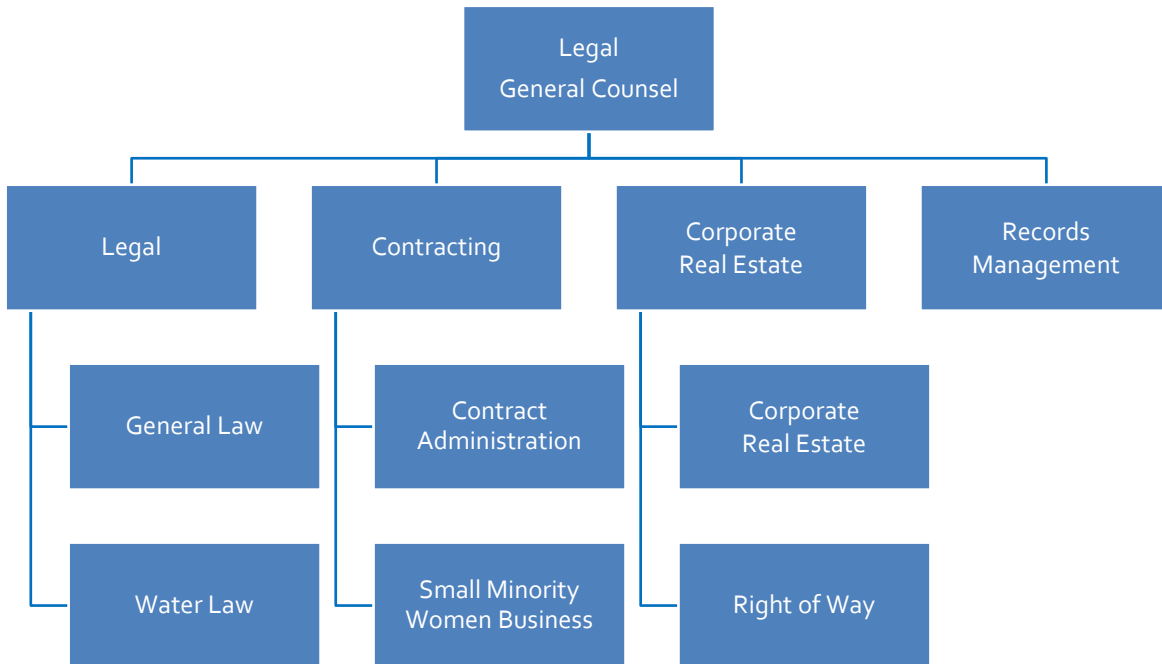 Legal
General Counsel
Legal
Contracting
Corporate
Real Estate
Records
Management
General Law
Contract
Administration
Corporate
Real Estate
Water Law
Small Minority
Women Business
Right of Way